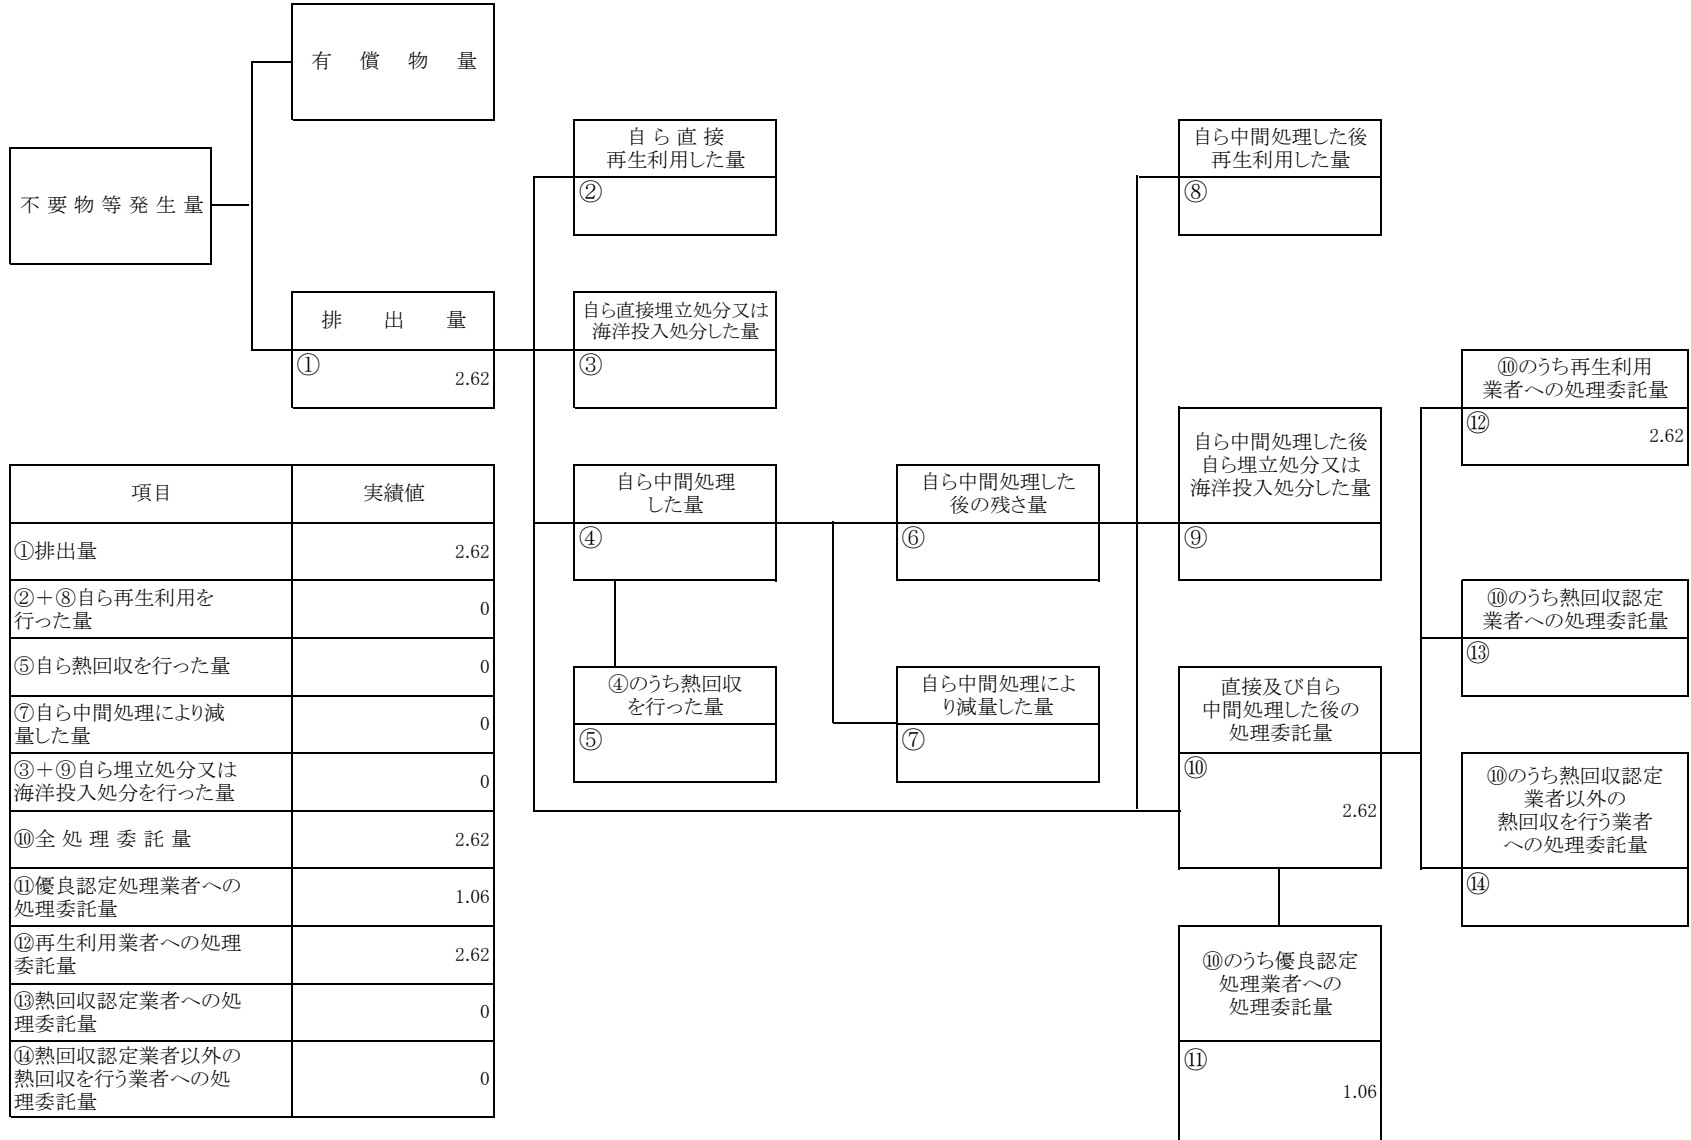 有償物量
不要物等発生量
排出量
①
2.62
自ら直接
再生利用した量
②
自ら直接埋立処分又は
海洋投入処分した量
③
自ら中間処理
した量
④
④のうち熱回収
を行った量
⑤
自ら中間処理した
後の残さ量
⑥
自ら中間処理によ
り減量した量
⑦
自ら中間処理した後
再生利用した量
⑧
自ら中間処理した後
自ら埋立処分又は
海洋投入処分した量
⑨
直接及び自ら
中間処理した後の
処理委託量
⑩
2.62
⑩のうち優良認定
処理業者への
処理委託量
⑪
1.06
⑩のうち再生利用
業者への処理委託量
⑫
2.62
⑩のうち熱回収認定
業者への処理委託量
⑬
⑩のうち熱回収認定
業者以外の
熱回収を行う業者
への処理委託量
⑭
項目 実績値
①排出量 2.62
②＋⑧自ら再生利用を
行った量 0
⑤自ら熱回収を行った量 0
⑦自ら中間処理により減
量した量 0
③＋⑨自ら埋立処分又は
海洋投入処分を行った量 0
⑩全処理委託量 2.62
⑪優良認定処理業者への
処理委託量 1.06
⑫再生利用業者への処理
委託量 2.62
⑬熱回収認定業者への処
理委託量 0
⑭熱回収認定業者以外の
熱回収を行う業者への処
理委託量 0